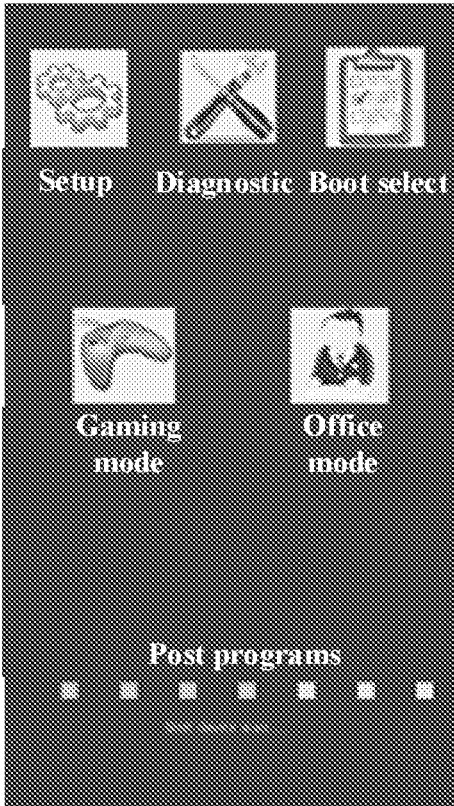 Setup
Diagnostic
Boot select
Gaming
mode
Office
mode
Post programs